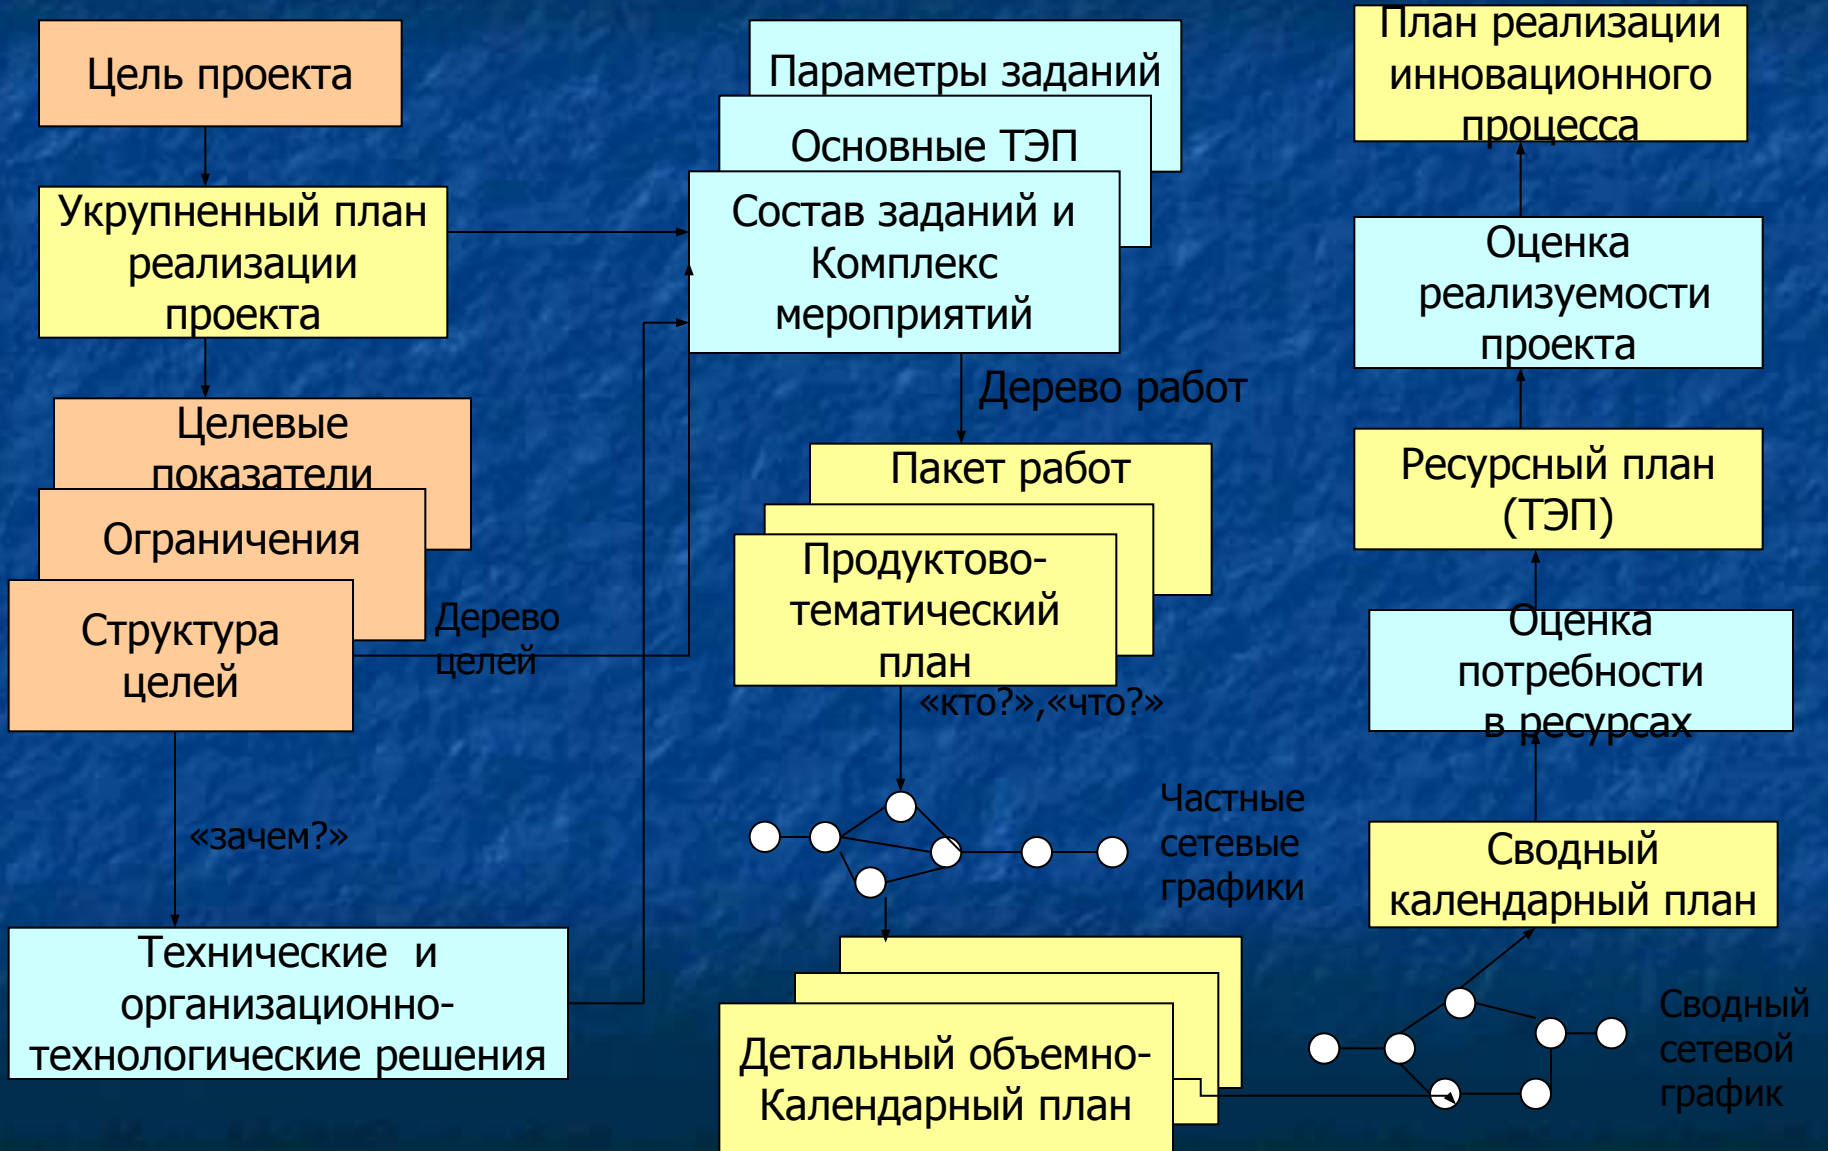 Цель проекта
Укрупненный план
реализации
проекта
Целевые
показатели
Ограничения
Структура
целей
Дерево
целей
«зачем?»
Технические и
организационно-
технологические решения
Параметры заданий
Основные ТЭП
Состав заданий и
Комплекс
мероприятий
Дерево работ
Пакет работ
Продуктово-
тематический
план
«кто?»,«что?»
Частные
сетевые
графики
Детальный объемно-
Календарный план
План реализации
инновационного
процесса
Оценка
реализуемости
проекта
Ресурсный план
(ТЭП)
Оценка
потребности
в ресурсах
Сводный
календарный план
Сводный
сетевой
график